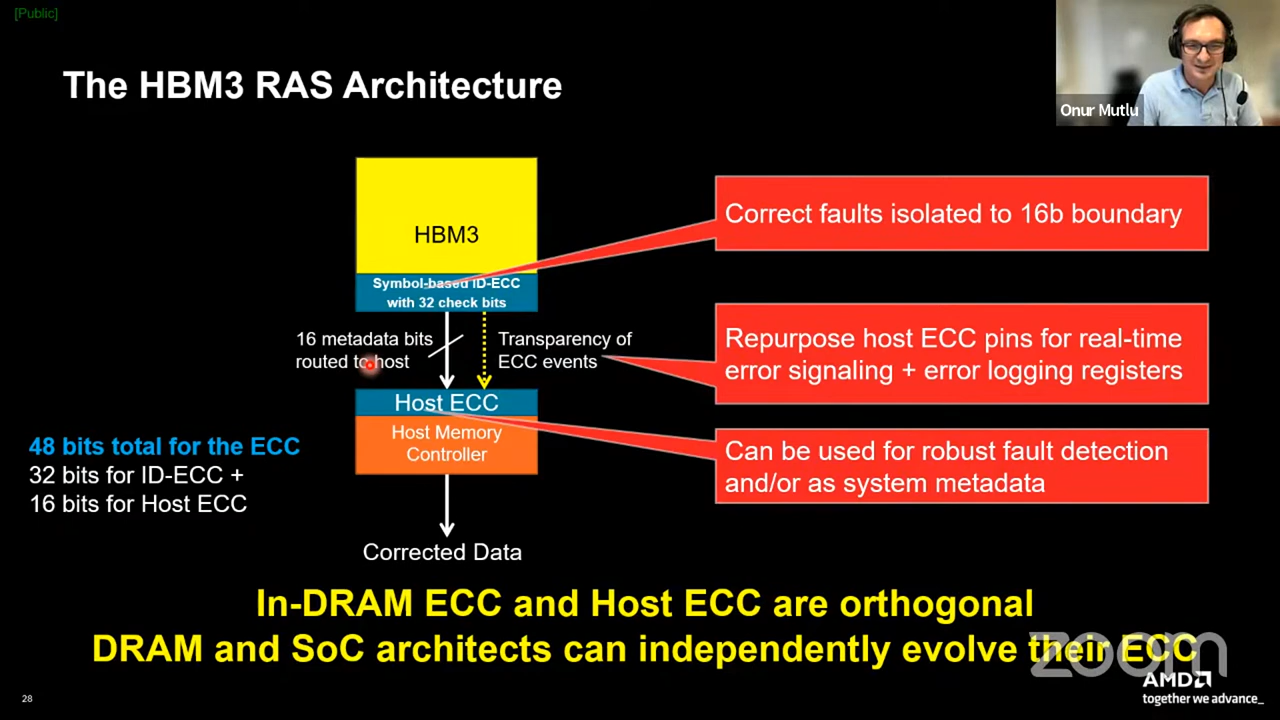 [Public]
The HBM3 RAS Architecture
Onur Mutlu
HBM3
Symbol-based ID-ECC
with 32 check bits
Correct faults isolated to 16b boundary
16 metadata bits
routed to host
Transparency of
ECC events
Repurpose host ECC pins for real-time
error signaling + error logging registers
Host ECC
Host Memory
Controller
Can be used for robust fault detection
and/or as system metadata
48 bits total for the ECC
32 bits for ID-ECC +
16 bits for Host ECC
Corrected Data
In-DRAM ECC and Host ECC are orthogonal
DRAM and SoC architects can independently evolve their ECC
zoom
28
AMD
together we advance_